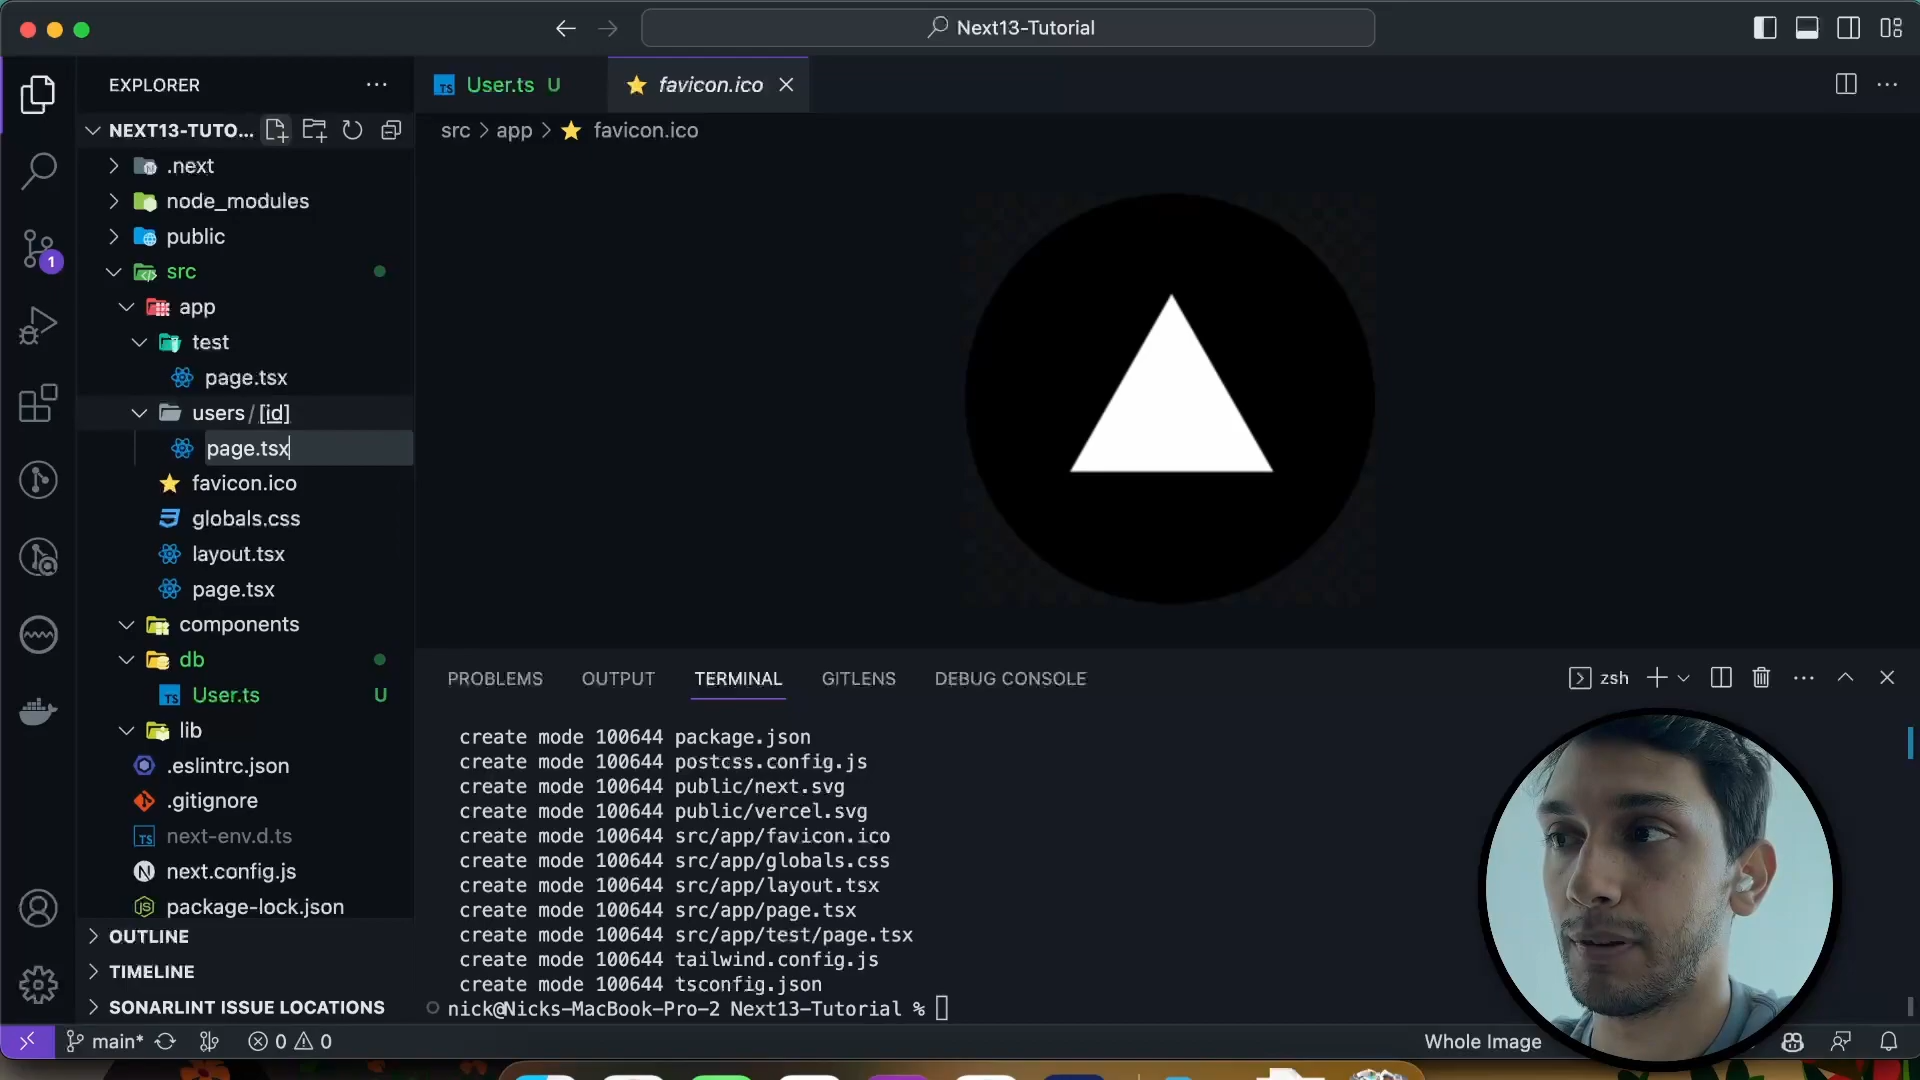 Next13-Tutorial
EXPLORER
User.ts U
favicon.ico
NEXT13-TUTO...
src > app > favicon.ico
.next
node_modules
public
src
app
test
page.tsx
users/[id]
page.tsx
favicon.ico
globals.css
layout.tsx
page.tsx
components
db
User.ts U
lib
.eslintrc.json
.gitignore
next-env.d.ts
next.config.js
package-lock.json
OUTLINE
TIMELINE
SONARLINT ISSUE LOCATIONS
1
PROBLEMS OUTPUT TERMINAL GITLENS DEBUG CONSOLE
zsh
create mode 100644 package.json
create mode 100644 postcss.config.js
create mode 100644 public/next.svg
create mode 100644 public/vercel.svg
create mode 100644 src/app/favicon.ico
create mode 100644 src/app/globals.css
create mode 100644 src/app/layout.tsx
create mode 100644 src/app/page.tsx
create mode 100644 src/app/test/page.tsx
create mode 100644 tailwind.config.js
create mode 100644 tsconfig.json
nick@Nicks-MacBook-Pro-2 Next13-Tutorial %
main* 0 0
Whole Image